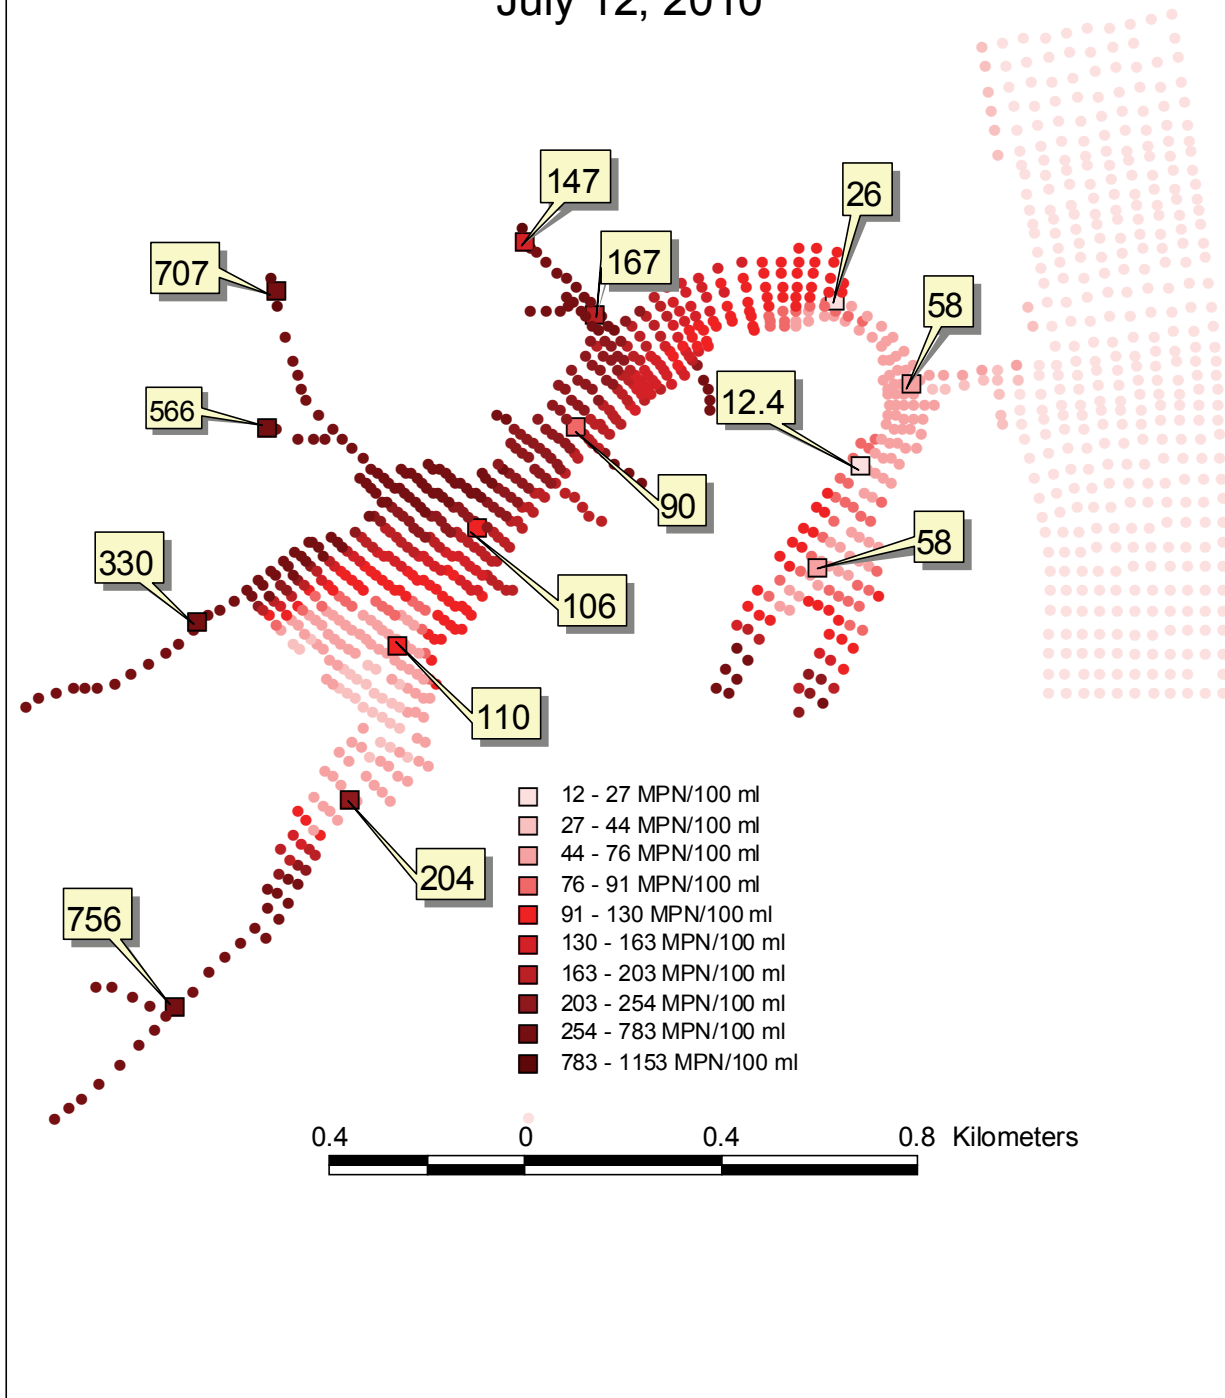 July 12, 2010
147
26
707
167
58
566
12.4
90
58
330
106
110
204
756
12 - 27 MPN/100 ml
27 - 44 MPN/100 ml
44 - 76 MPN/100 ml
76 - 91 MPN/100 ml
91 - 130 MPN/100 ml
130 - 163 MPN/100 ml
163 - 203 MPN/100 ml
203 - 254 MPN/100 ml
254 - 783 MPN/100 ml
783 - 1153 MPN/100 ml
0.4 0 0.4 0.8 Kilometers